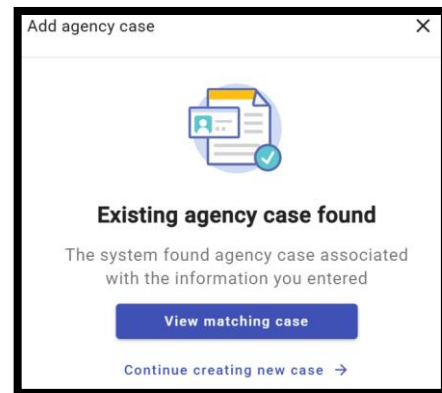 Add agency case
Existing agency case found
The system found agency case associated
with the information you entered
View matching case
Continue creating new case →